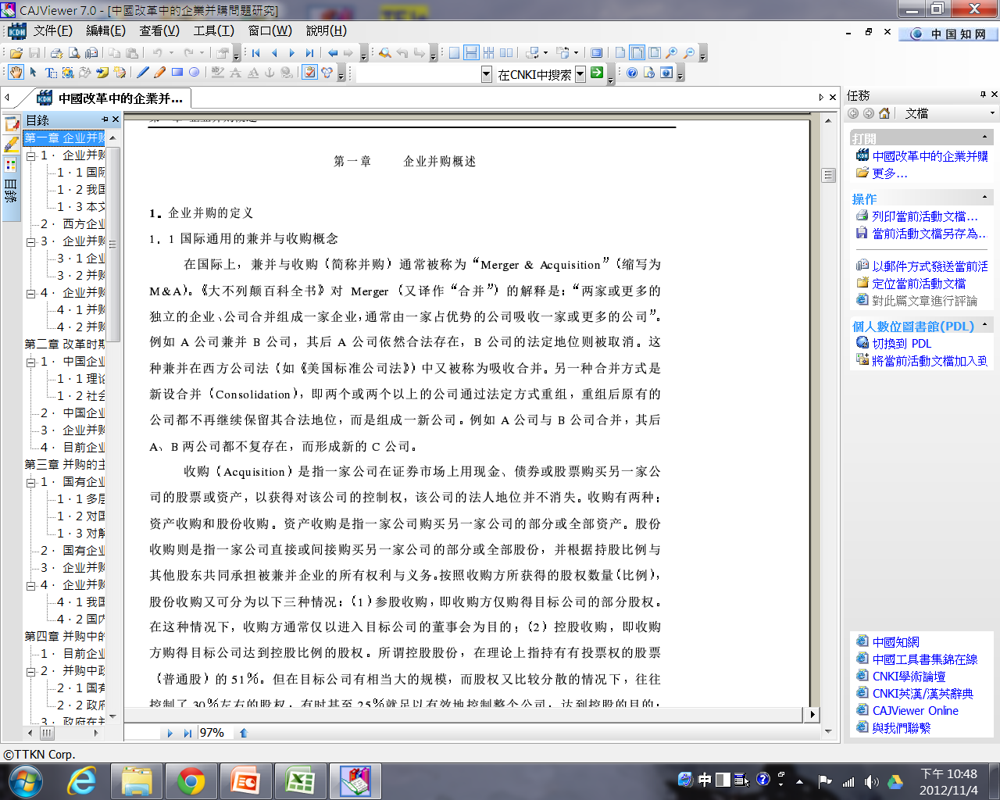 CAJViewer 7.0 - [中國改革中的企業并購問題研究]
文件(F) 編輯(E) 查看(V) 工具(T) 窗口(W) 說明(H)
中国知网
在CNKI中搜索
中國改革中的企業并...
目錄
目錄
第一章 企业并购
1· 企业并购
1·1 国际
1·2 我国
1·3 本文
2· 西方企业
3· 企业并购
3·1 企业
3·2 并购
4· 企业并购
4·1 并购
4·2 并购
第二章 改革时期
1· 中国企业
1·1 理论
1·2 社会
2· 中国企业
3· 企业并购
4· 目前企业
第三章 并购的主
1· 国有企业
1·1 多层
1·2 对国
1·3 对解
2· 国有企业
3· 企业并购
4· 企业并购
4·1 我国
4·2 国内
第四章 并购中的
1· 目前企业
2· 并购中政
2·1 国有
2·2 政府
3· 政府在并
第一章 企业并购概述
第一章 企业并购概述
1. 企业并购的定义
1. 1 国际通用的兼并与收购概念
在国际上，兼并与收购（简称并购）通常被称为“Merger & Acquisition”（缩写为
M&A）。《大不列颠百科全书》对 Merger（又译作“合并”）的解释是：“两家或更多的
独立的企业、公司合并组成一家企业，通常由一家占优势的公司吸收一家或更多的公司”。
例如 A 公司兼并 B 公司，其后 A 公司依然合法存在，B 公司的法定地位则被取消。这
种兼并在西方公司法（如《美国标准公司法》）中又被称为吸收合并。另一种合并方式是
新设合并（Consolidation），即两个或两个以上的公司通过法定方式重组，重组后原有的
公司都不再继续保留其合法地位，而是组成一新公司。例如 A 公司与 B 公司合并，其后
A、B 两公司都不复存在，而形成新的 C 公司。
收购（Acquisition）是指一家公司在证券市场上用现金、债券或股票购买另一家公
司的股票或资产，以获得对该公司的控制权，该公司的法人地位并不消失。收购有两种：
资产收购和股份收购。资产收购是指一家公司购买另一家公司的部分或全部资产。股份
收购则是指一家公司直接或间接购买另一家公司的部分或全部股份，并根据持股比例与
其他股东共同承担被兼并企业的所有权利与义务。按照收购方所获得的股权数量（比例），
股份收购又可分为以下三种情况：（1）参股收购，即收购方仅购得目标公司的部分股权。
在这种情况下，收购方通常仅以进入目标公司的董事会为目的；（2）控股收购，即收购
方购得目标公司达到控股比例的股权。所谓控股股份，在理论上指持有有投票权的股票
（普通股）的 51％。但在目标公司有相当大的规模，而股权又比较分散的情况下，往往
控制了 30％左右的股权，有时甚至 25％就足以有效地控制整个公司，达到控股的目的；
97%
任務
文檔
打開
中國改革中的企業并購
更多...
操作
列印當前活動文檔...
當前活動文檔另存為...
以郵件方式發送當前活
定位當前活動文檔
對此篇文章進行評論
個人數位圖書館(PDL)
切換到 PDL
將當前活動文檔加入到
中國知網
中國工具書集錦在線
CNKI學術論壇
CNKI英漢/漢英辭典
CAJViewer Online
與我們聯繫
©TTKN Corp.
中
下午 10:48
2012/11/4